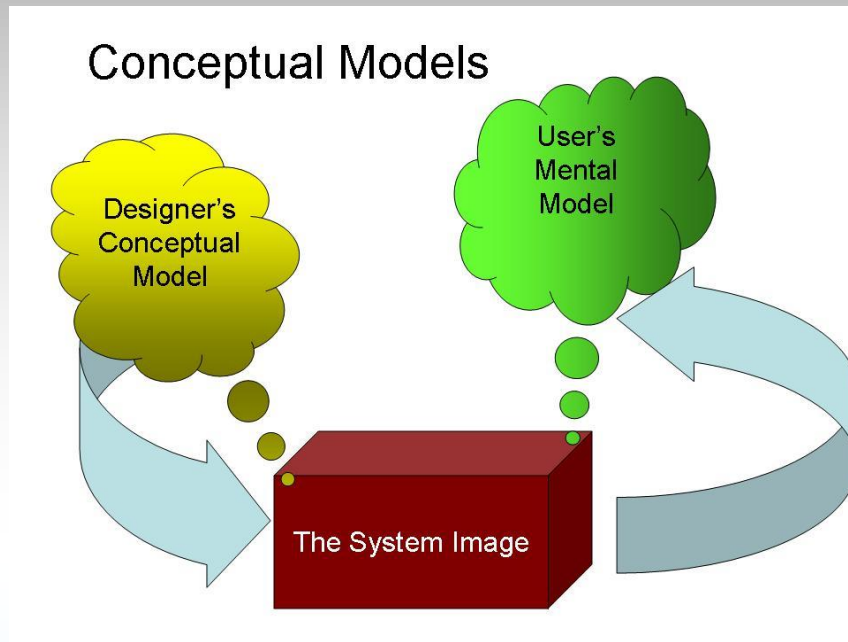 Conceptual Models
Designer's
Conceptual
Model
User's
Mental
Model
The System Image